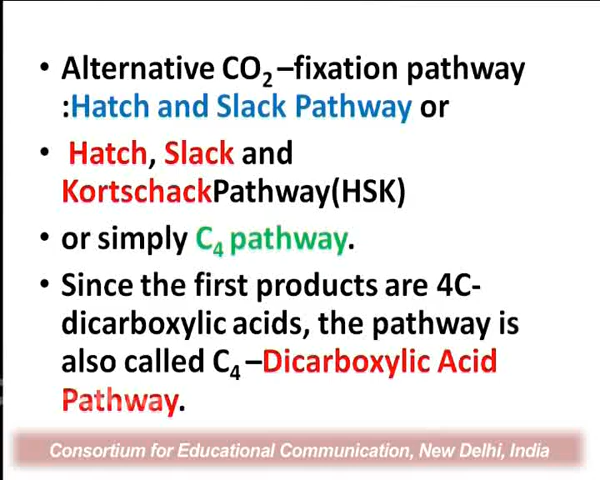 • Alternative CO₂ –fixation pathway
:Hatch and Slack Pathway or
• Hatch, Slack and
KortschackPathway(HSK)
• or simply C₄ pathway.
• Since the first products are 4C-
dicarboxylic acids, the pathway is
also called C₄ –Dicarboxylic Acid
Pathway.
Consortium for Educational Communication, New Delhi, India